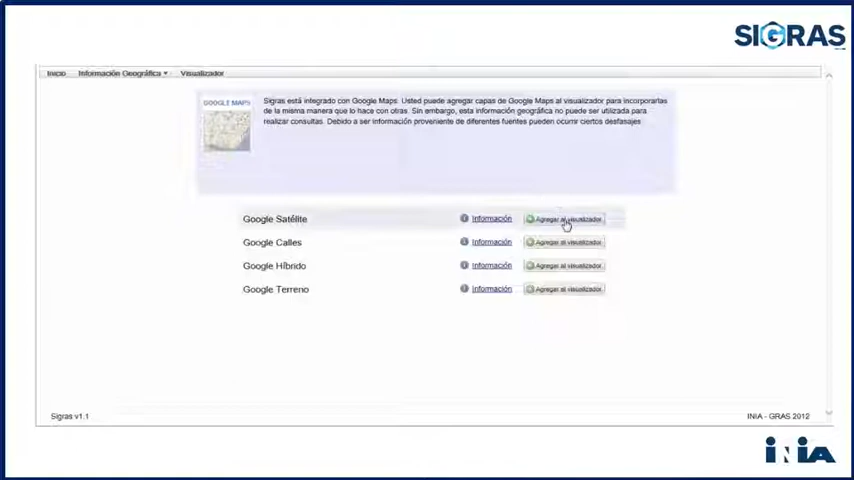 SIGRAS
Inicio Información Geográfica Visualizador
GOOGLE MAPS
Sigras está integrado con Google Maps. Usted puede agregar capas de Google Maps al visualizador para incorporarlas
de la misma manera que lo hace con otras. Sin embargo, esta información geográfica no puede ser utilizada para
realizar consultas. Debido a ser información proveniente de diferentes fuentes pueden ocurrir ciertos desfasajes
Google Satélite Información Agregar al visualizador
Google Calles Información Agregar al visualizador
Google Híbrido Información Agregar al visualizador
Google Terreno Información Agregar al visualizador
Sigras v1.1 INIA - GRAS 2012
INIA